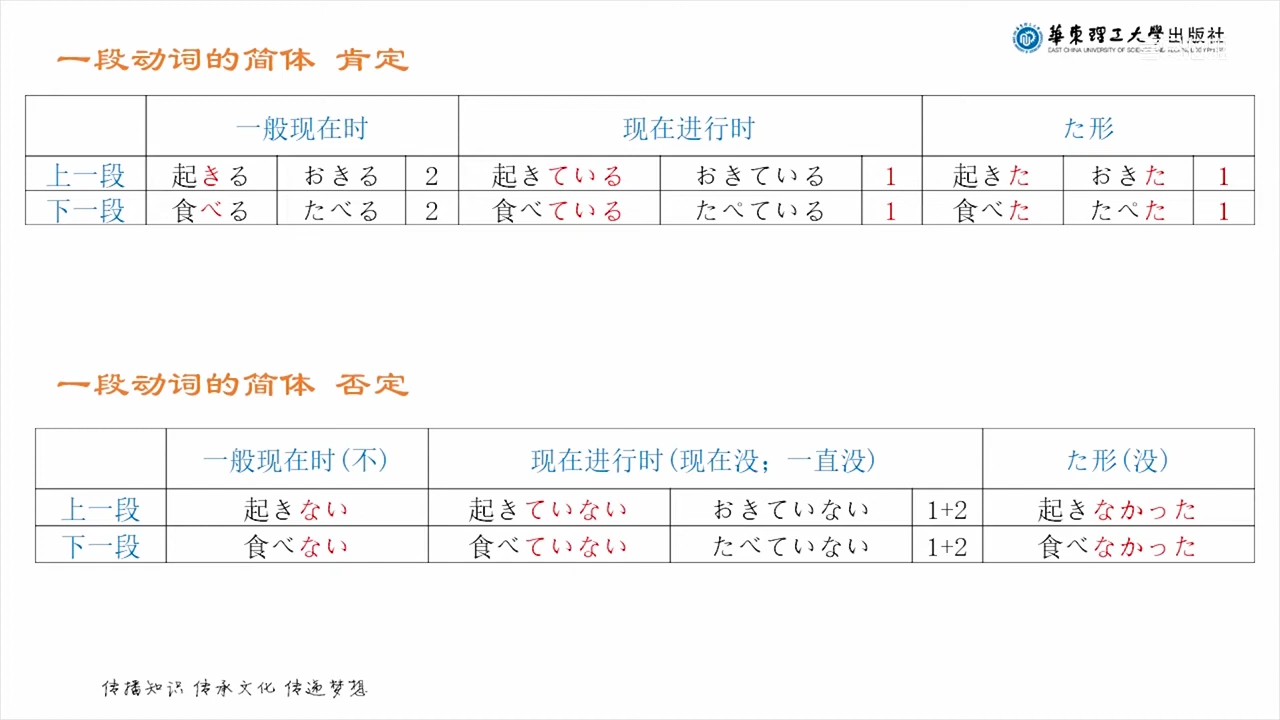 一段动词的简体 肯定
華東理工大學出版社
一般现在时 现在进行时 た形
上一段 起きる おきる 2 起きている おきている 1 起きた おきた 1
下一段 食べる たべる 2 食べている たべている 1 食べた たべた 1
一段动词的简体 否定
一般现在时(不) 现在进行时(现在没；一直没) た形(没)
上一段 起きない 起きていない おきていない 1+2 起きなかった
下一段 食べない 食べていない たべていない 1+2 食べなかった
传播知识 传承文化 传递梦想